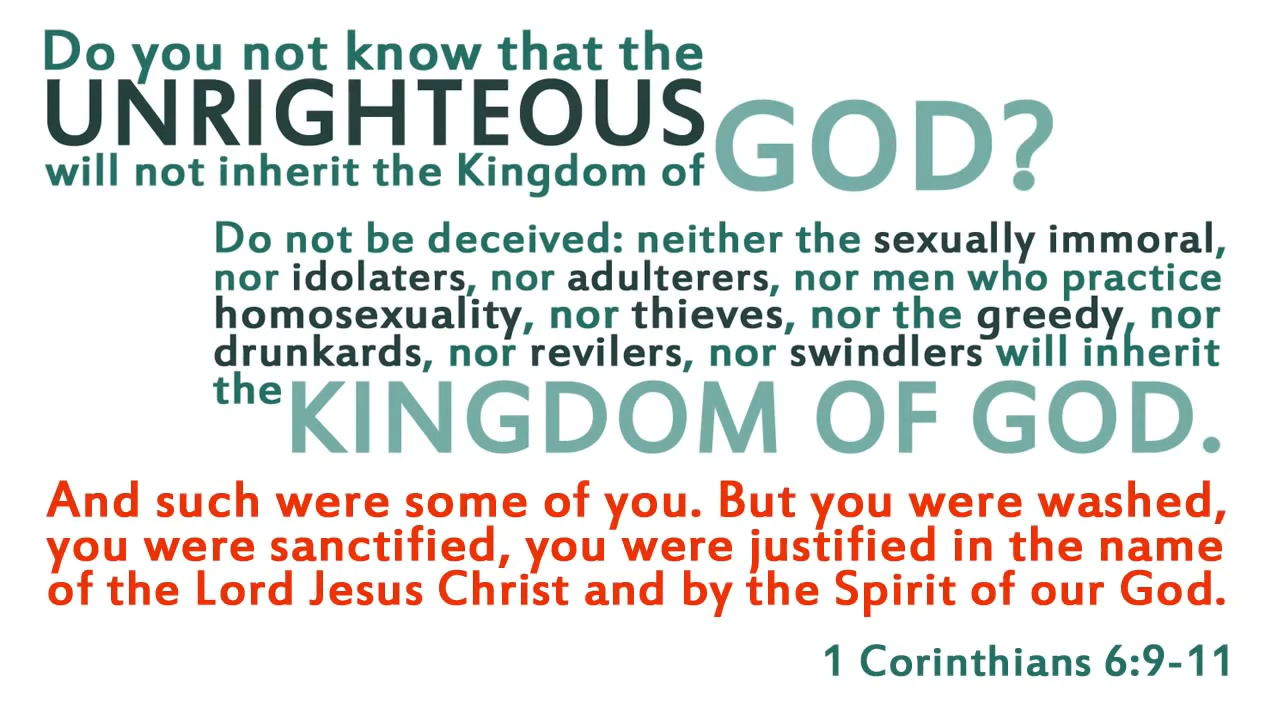 Do you not know that the
UNRIGHTEOUS
will not inherit the Kingdom of GOD?
Do not be deceived: neither the sexually immoral,
nor idolaters, nor adulterers, nor men who practice
homosexuality, nor thieves, nor the greedy, nor
drunkards, nor revilers, nor swindlers will inherit
the KINGDOM OF GOD.
And such were some of you. But you were washed,
you were sanctified, you were justified in the name
of the Lord Jesus Christ and by the Spirit of our God.
1 Corinthians 6:9-11